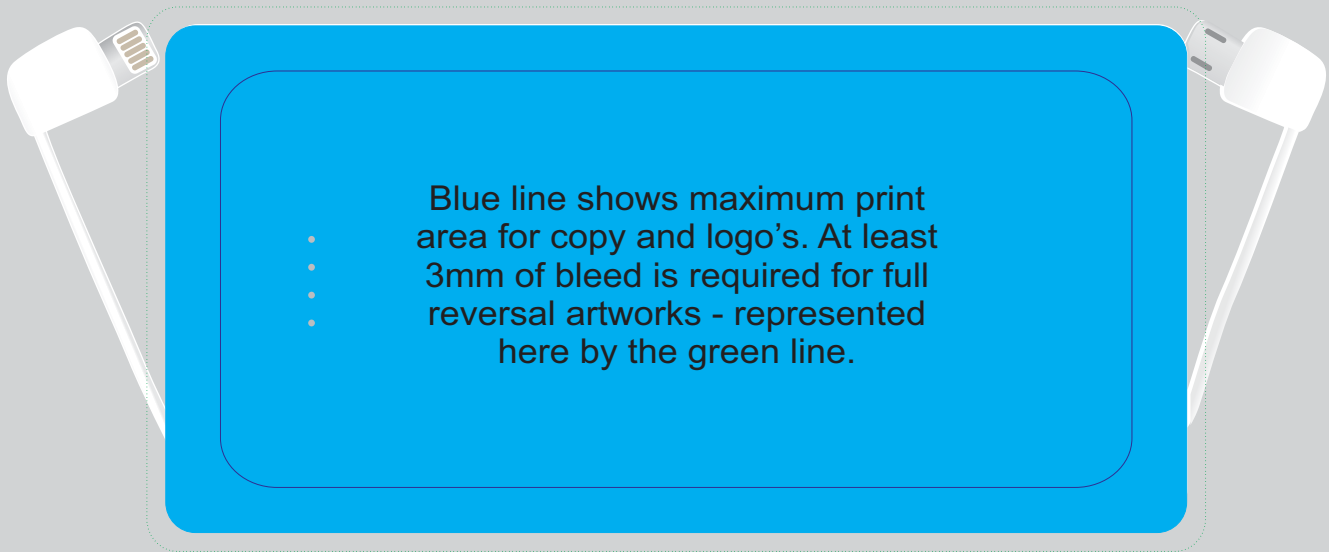 Blue line shows maximum print
area for copy and logo’s. At least
3mm of bleed is required for full
reversal artworks - represented
here by the green line.